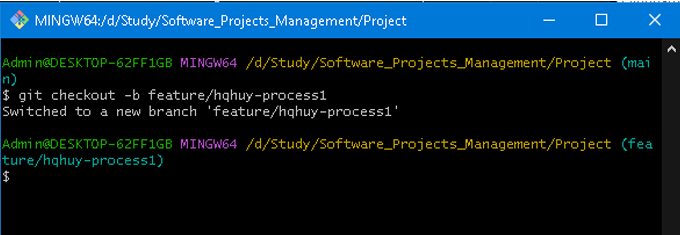 MINGW64:/d/Study/Software_Projects_Management/Project
Admin@DESKTOP-62FF1GB MINGW64 /d/Study/Software_Projects_Management/Project (mai
n)
$ git checkout -b feature/hqhuy-process1
Switched to a new branch 'feature/hqhuy-process1'
Admin@DESKTOP-62FF1GB MINGW64 /d/Study/Software_Projects_Management/Project (fea
ture/hqhuy-process1)
$